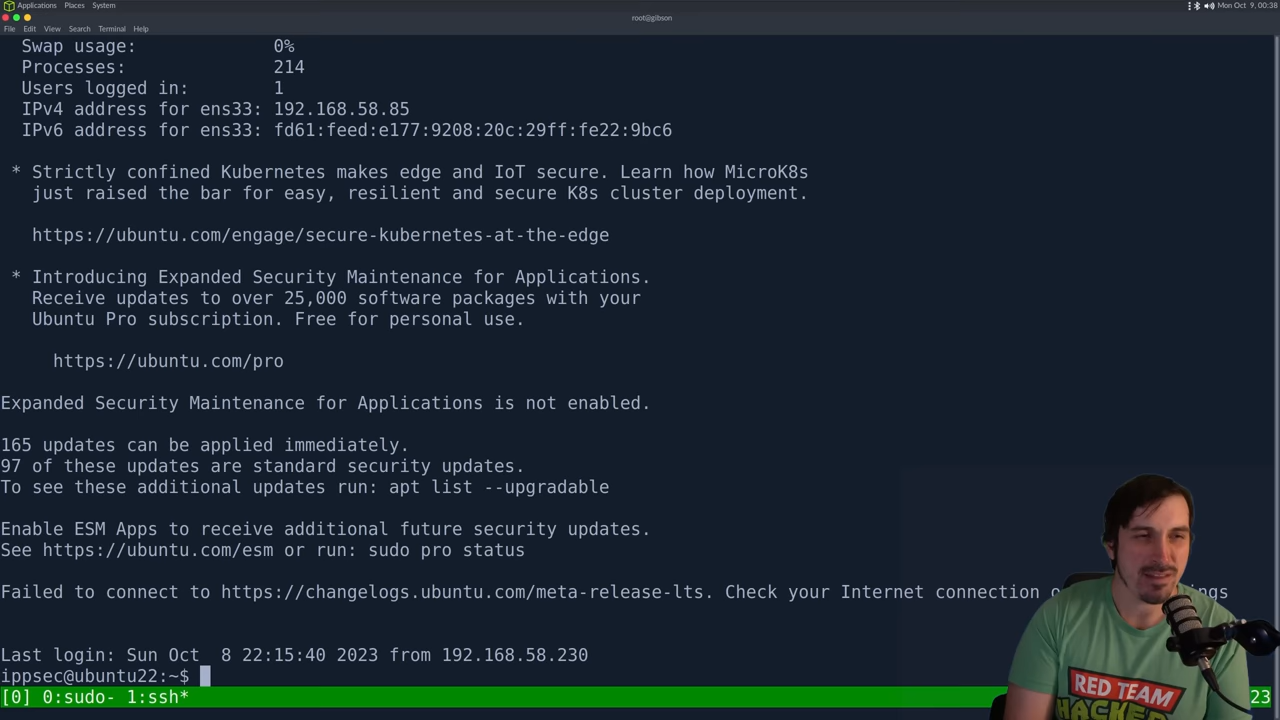 Applications Places System
Mon Oct 9, 00:38
root@gibson
File Edit View Search Terminal Help
Swap usage: 0%
Processes: 214
Users logged in: 1
IPv4 address for ens33: 192.168.58.85
IPv6 address for ens33: fd61:feed:e177:9208:20c:29ff:fe22:9bc6
* Strictly confined Kubernetes makes edge and IoT secure. Learn how MicroK8s
just raised the bar for easy, resilient and secure K8s cluster deployment.
https://ubuntu.com/engage/secure-kubernetes-at-the-edge
* Introducing Expanded Security Maintenance for Applications.
Receive updates to over 25,000 software packages with your
Ubuntu Pro subscription. Free for personal use.
https://ubuntu.com/pro
Expanded Security Maintenance for Applications is not enabled.
165 updates can be applied immediately.
97 of these updates are standard security updates.
To see these additional updates run: apt list --upgradable
Enable ESM Apps to receive additional future security updates.
See https://ubuntu.com/esm or run: sudo pro status
Failed to connect to https://changelogs.ubuntu.com/meta-release-lts. Check your Internet connection
Last login: Sun Oct  8 22:15:40 2023 from 192.168.58.230
ippsec@ubuntu22:~$
[0] 0:sudo- 1:ssh*
23
RED TEAM